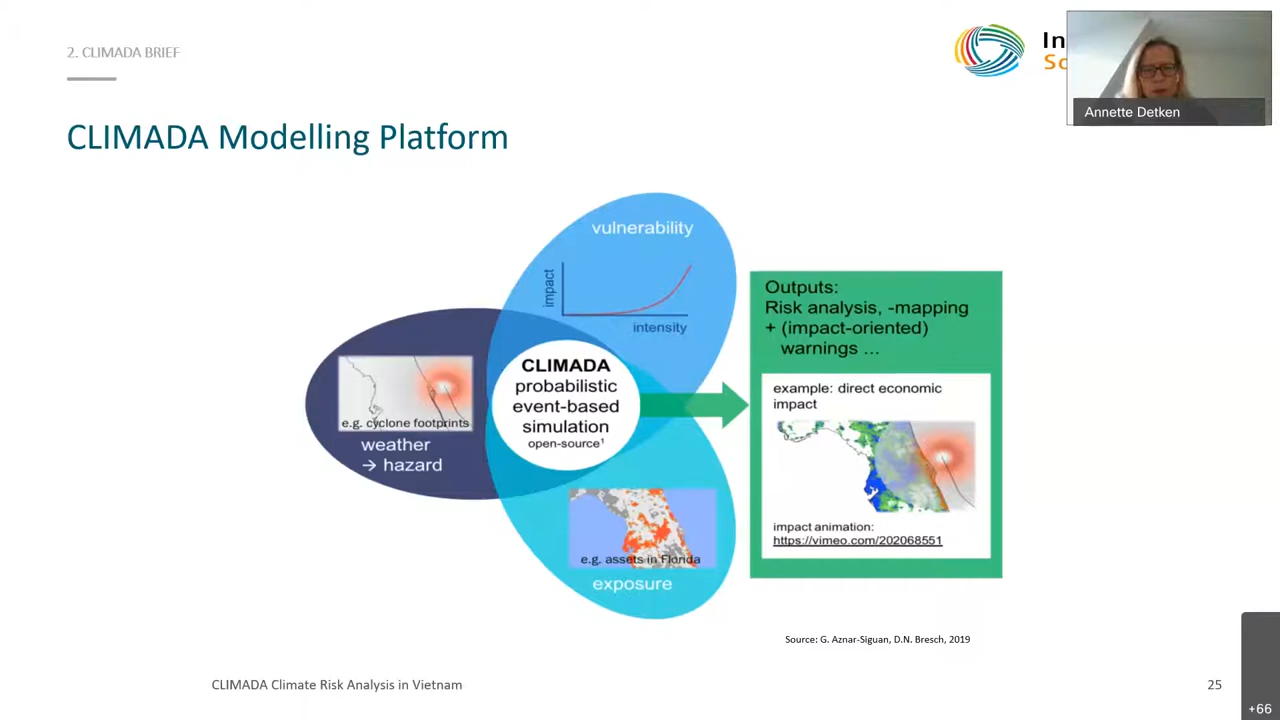 2. CLIMADA BRIEF
In
So
Annette Detken
CLIMADA Modelling Platform
vulnerability
impact
intensity
CLIMADA
probabilistic
event-based
simulation
open-source¹
e.g. cyclone footprints
weather
→ hazard
e.g. assets in Florida
exposure
Outputs:
Risk analysis, -mapping
+ (impact-oriented)
warnings ...
example: direct economic
impact
impact animation:
https://vimeo.com/202068551
Source: G. Aznar-Siguan, D.N. Bresch, 2019
CLIMADA Climate Risk Analysis in Vietnam
25
+66